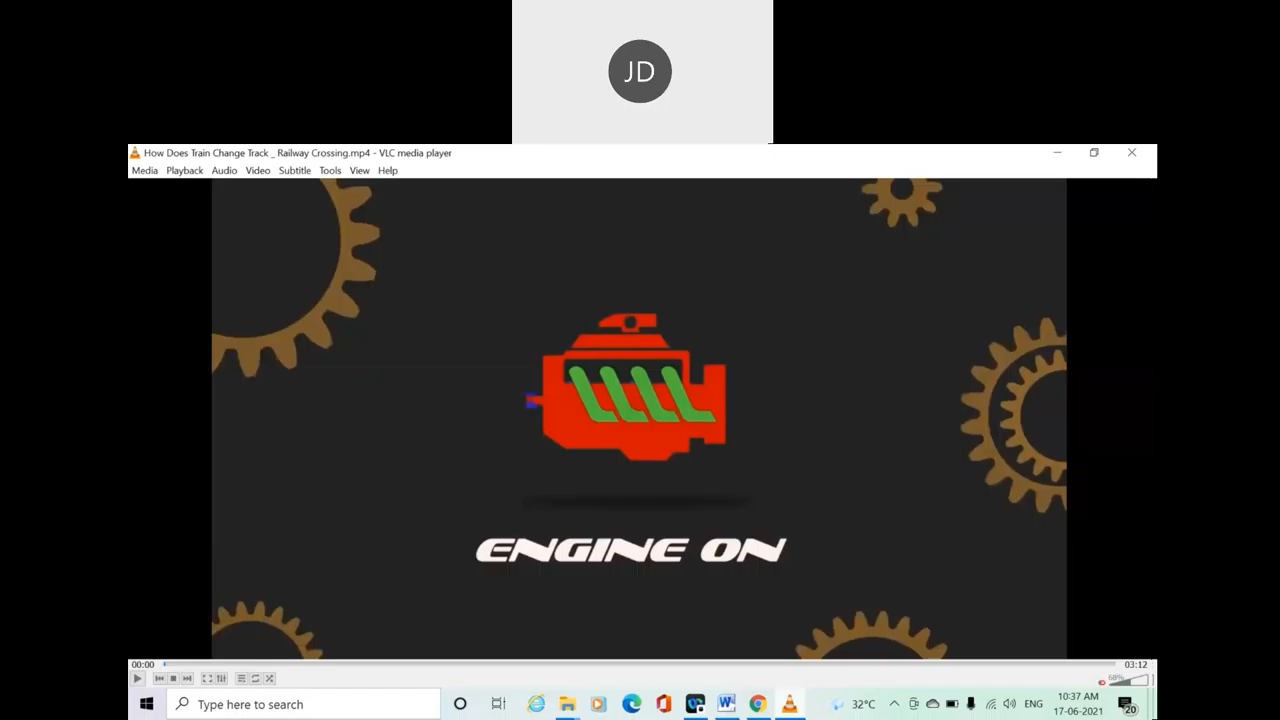 JD
How Does Train Change Track _ Railway Crossing.mp4 - VLC media player
Media Playback Audio Video Subtitle Tools View Help
ENGINE ON
00:00
03:12
68%
Type here to search
32°C
ENG
10:37 AM
17-06-2021
20